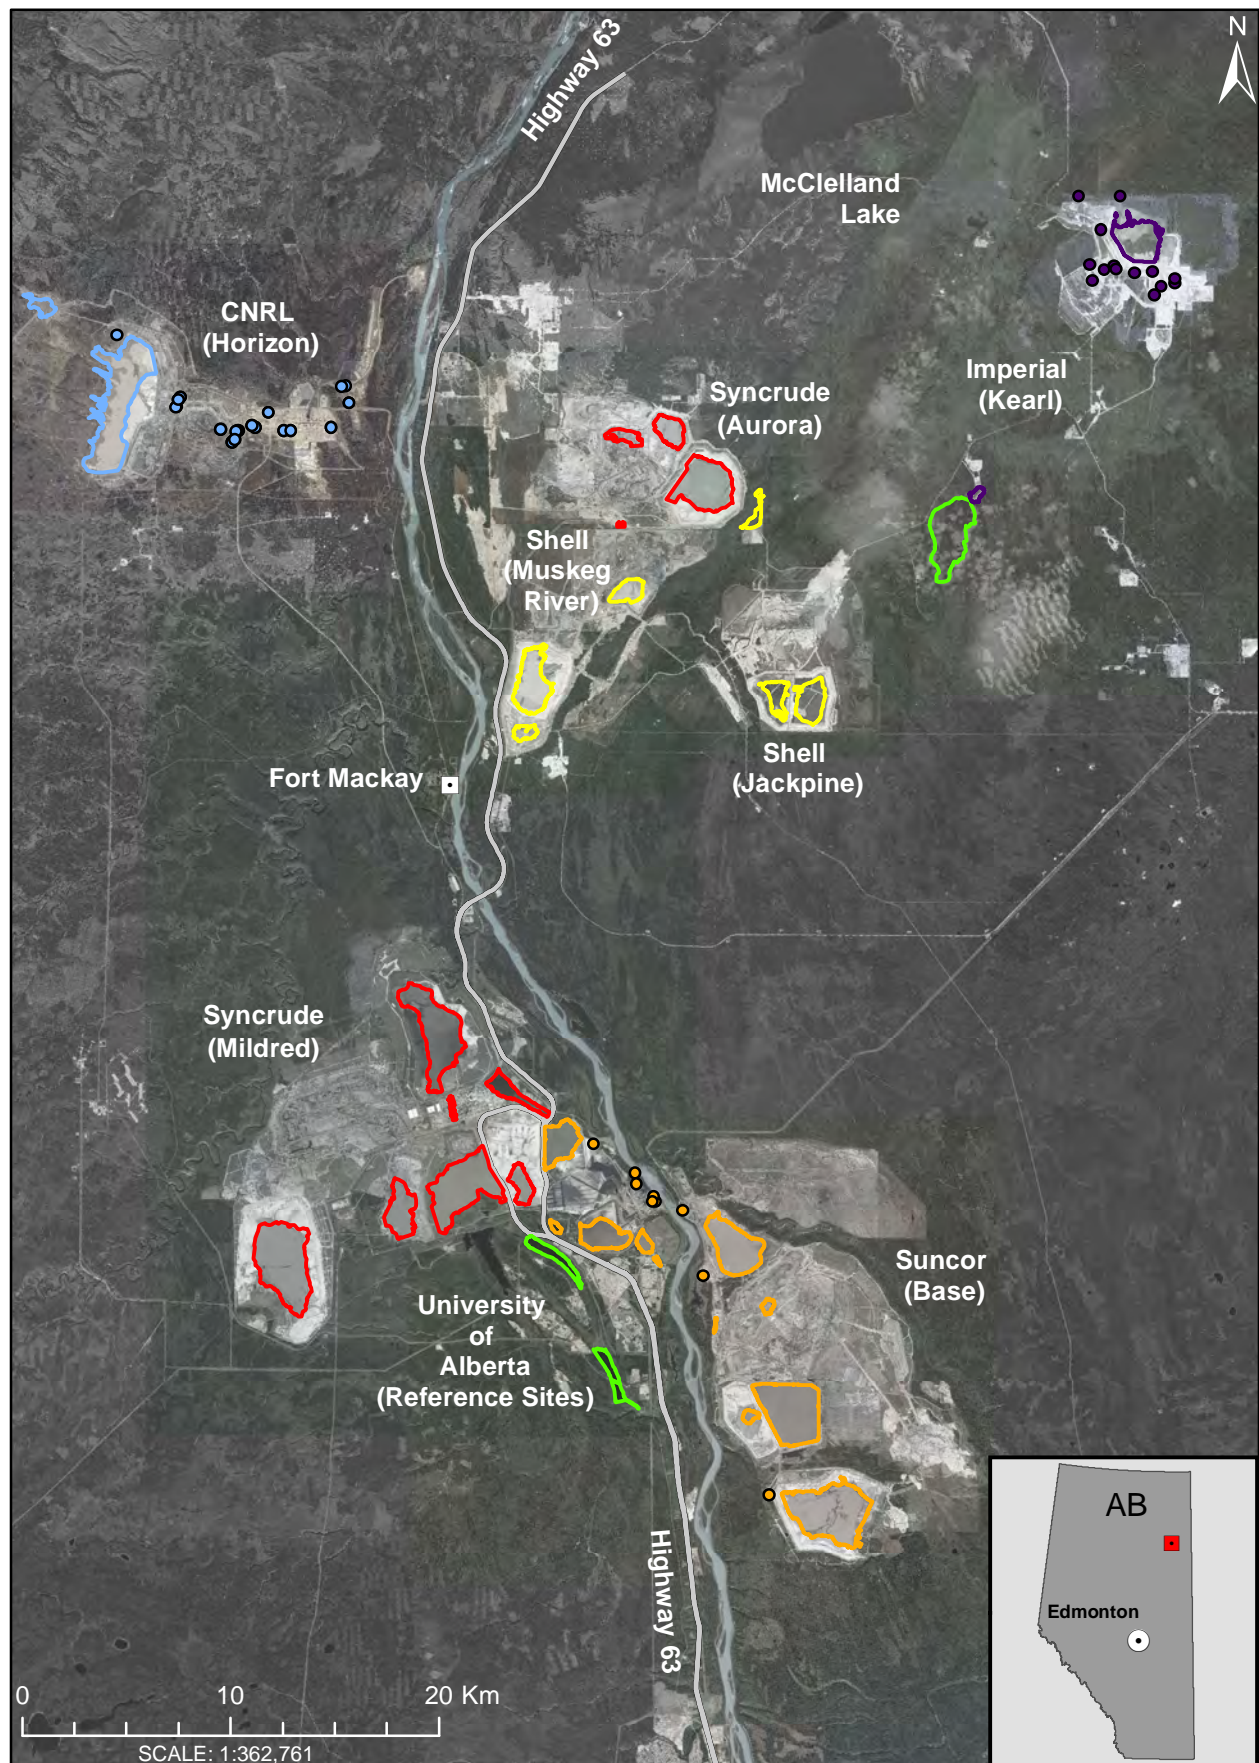 Highway 63
N
McClelland
Lake
CNRL
(Horizon)
Imperial
(Kearl)
Syncrude
(Aurora)
Shell
(Muskeg
River)
Shell
(Jackpine)
Fort Mackay
Syncrude
(Mildred)
Suncor
(Base)
University
of
Alberta
(Reference Sites)
Highway 63
AB
Edmonton
0 10 20 Km
SCALE: 1:362,761